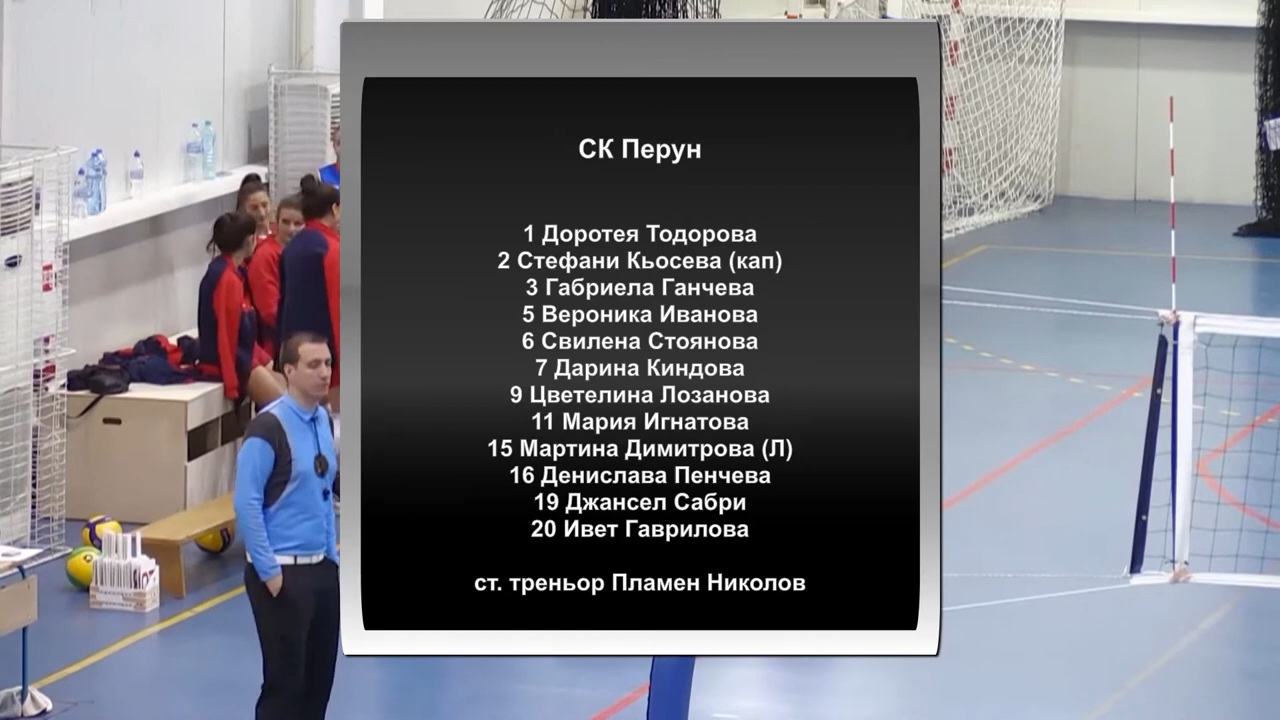 СК Перун
1 Доротея Тодорова
2 Стефани Кьосева (кап)
3 Габриела Ганчева
5 Вероника Иванова
6 Свилена Стоянова
7 Дарина Киндова
9 Цветелина Лозанова
11 Мария Игнатова
15 Мартина Димитрова (Л)
16 Денислава Пенчева
19 Джансел Сабри
20 Ивет Гаврилова
ст. треньор Пламен Николов